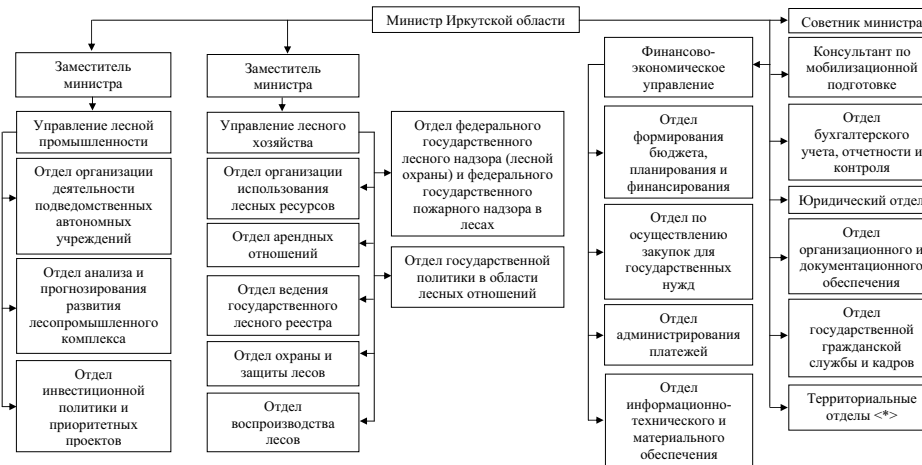 Министр Иркутской области
Заместитель
министра
Управление лесной
промышленности
Отдел организации
деятельности
подведомственных
автономных
учреждений
Отдел анализа и
прогнозирования
развития
лесопромышленного
комплекса
Отдел
инвестиционной
политики и
приоритетных
проектов
Заместитель
министра
Управление лесного
хозяйства
Отдел организации
использования
лесных ресурсов
Отдел арендных
отношений
Отдел ведения
государственного
лесного реестра
Отдел охраны и
защиты лесов
Отдел
воспроизводства
лесов
Отдел федерального
государственного
лесного надзора (лесной
охраны) и федерального
государственного
пожарного надзора в
лесах
Отдел государственной
политики в области
лесных отношений
Финансово-
экономическое
управление
Отдел
формирования
бюджета,
планирования и
финансирования
Отдел по
осуществлению
закупок для
государственных
нужд
Отдел
администрирования
платежей
Отдел
информационно-
технического и
материального
обеспечения
Советник министра
Консультант по
мобилизационной
подготовке
Отдел
бухгалтерского
учета, отчетности и
контроля
Юридический отдел
Отдел
организационного и
документационного
обеспечения
Отдел
государственной
гражданской
службы и кадров
Территориальные
отделы <*>